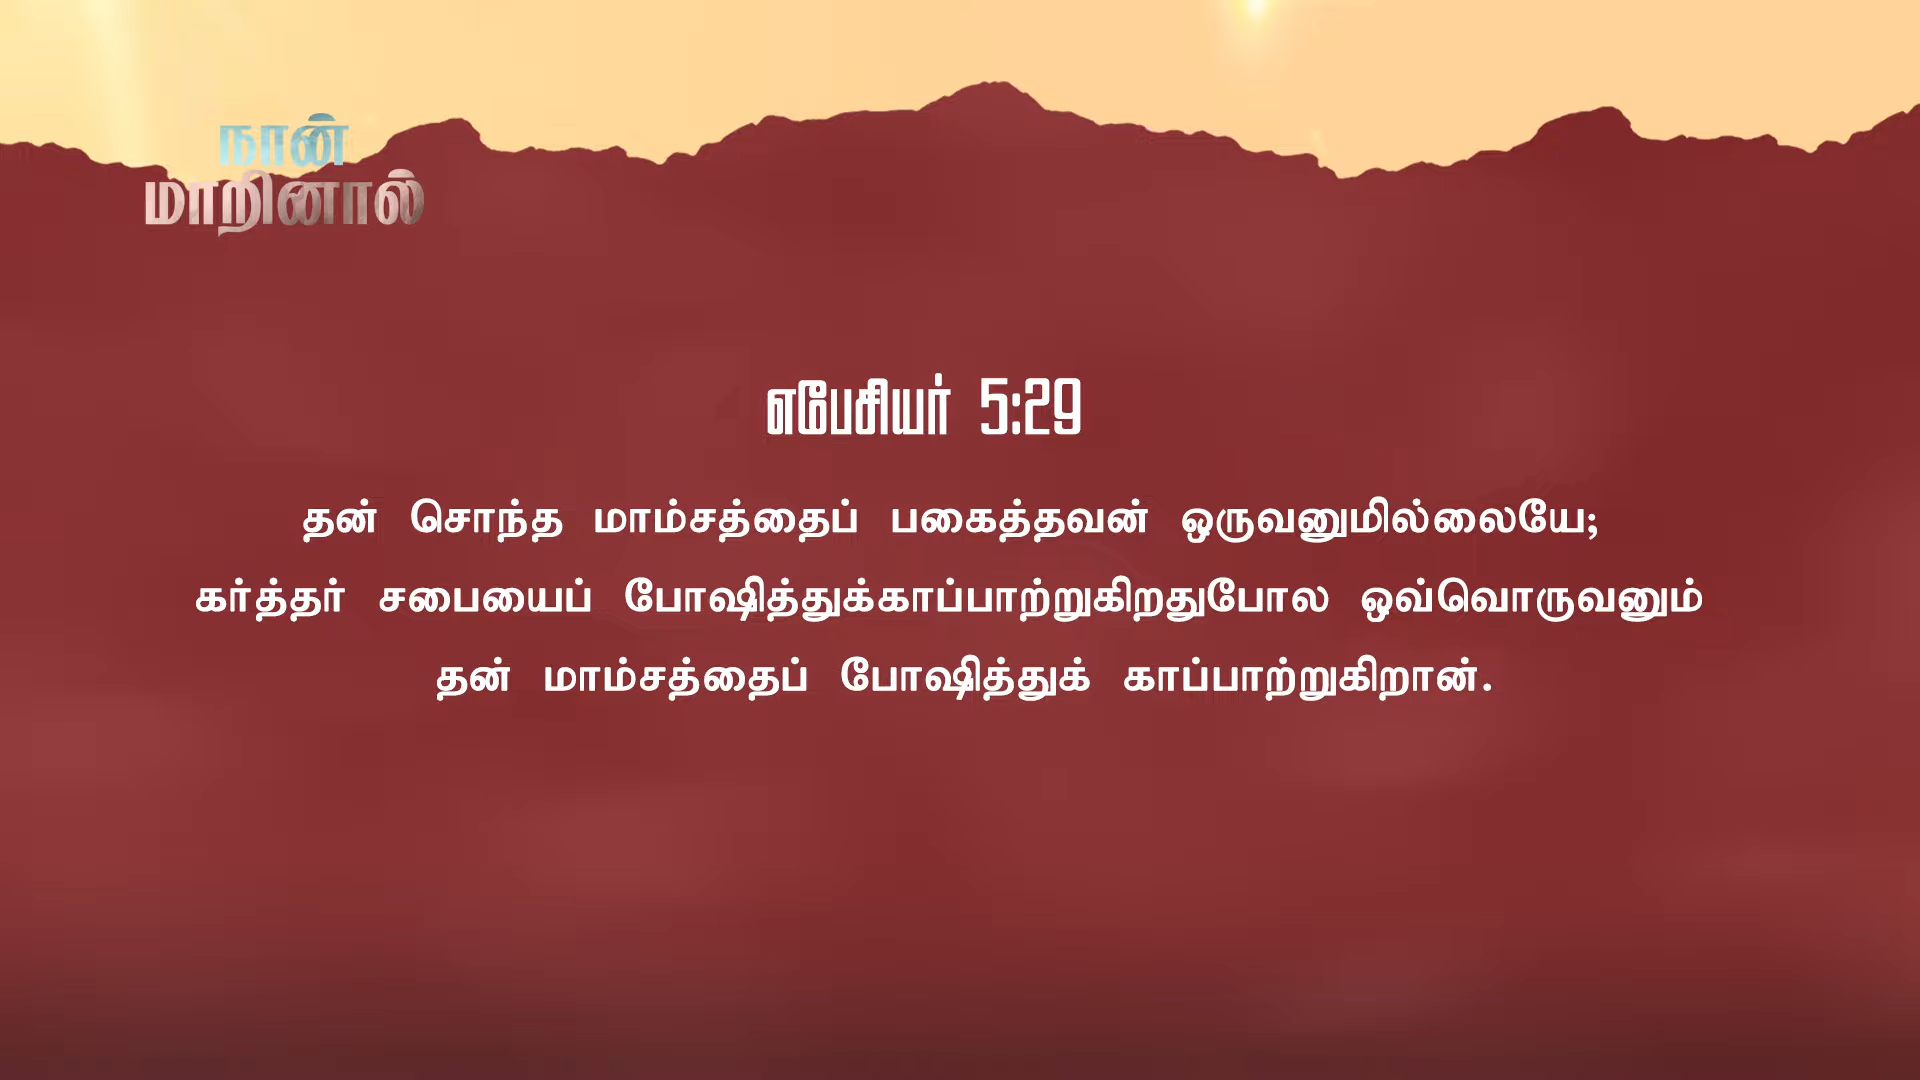 நான்
மாறினால்
எபேசியர் 5:29
தன் சொந்த மாம்சத்தைப் பகைத்தவன் ஒருவனுமில்லையே;
கர்த்தர் சபையைப் போஷித்துக்காப்பாற்றுகிறதுபோல ஒவ்வொருவனும்
தன் மாம்சத்தைப் போஷித்துக் காப்பாற்றுகிறான்.